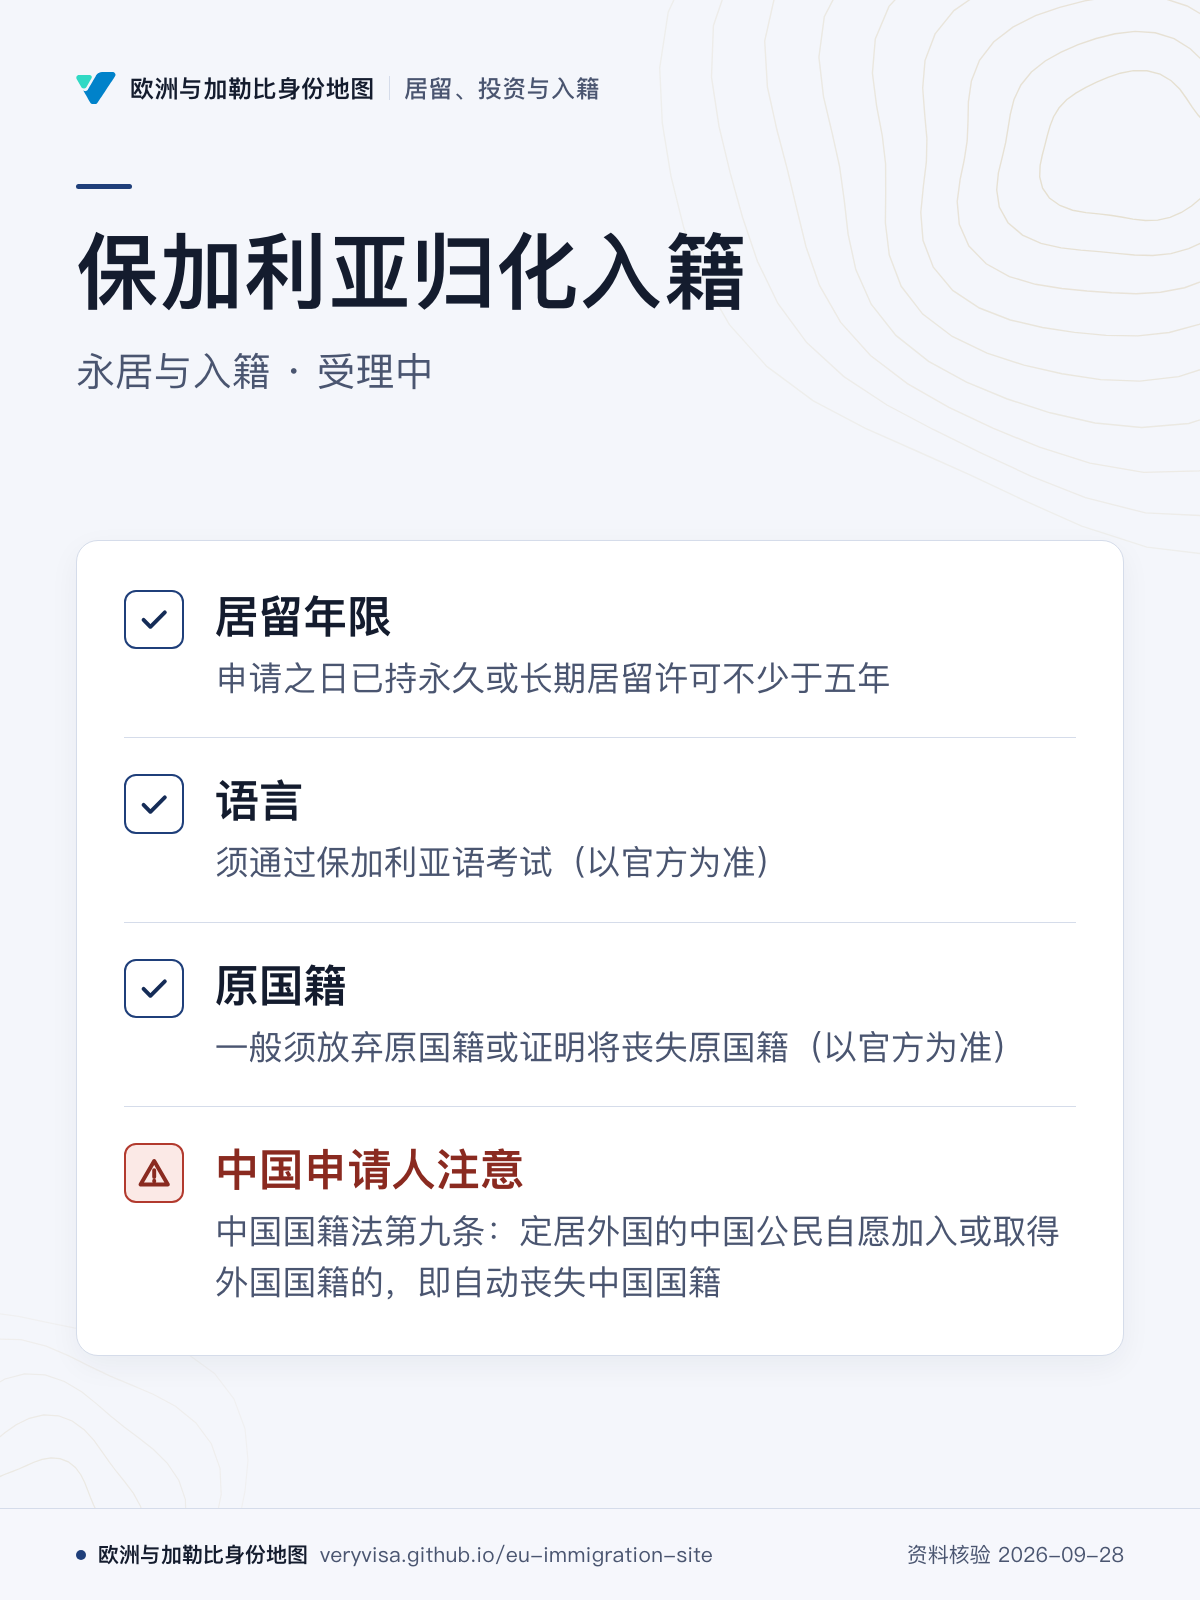 欧洲与加勒比身份地图 居留、投资与入籍
保加利亚归化入籍
永居与入籍 · 受理中
居留年限
申请之日已持永久或长期居留许可不少于五年
语言
须通过保加利亚语考试（以官方为准）
原国籍
一般须放弃原国籍或证明将丧失原国籍（以官方为准）
中国申请人注意
中国国籍法第九条：定居外国的中国公民自愿加入或取得
外国国籍的，即自动丧失中国国籍
欧洲与加勒比身份地图 veryvisa.github.io/eu-immigration-site 资料核验 2026-09-28